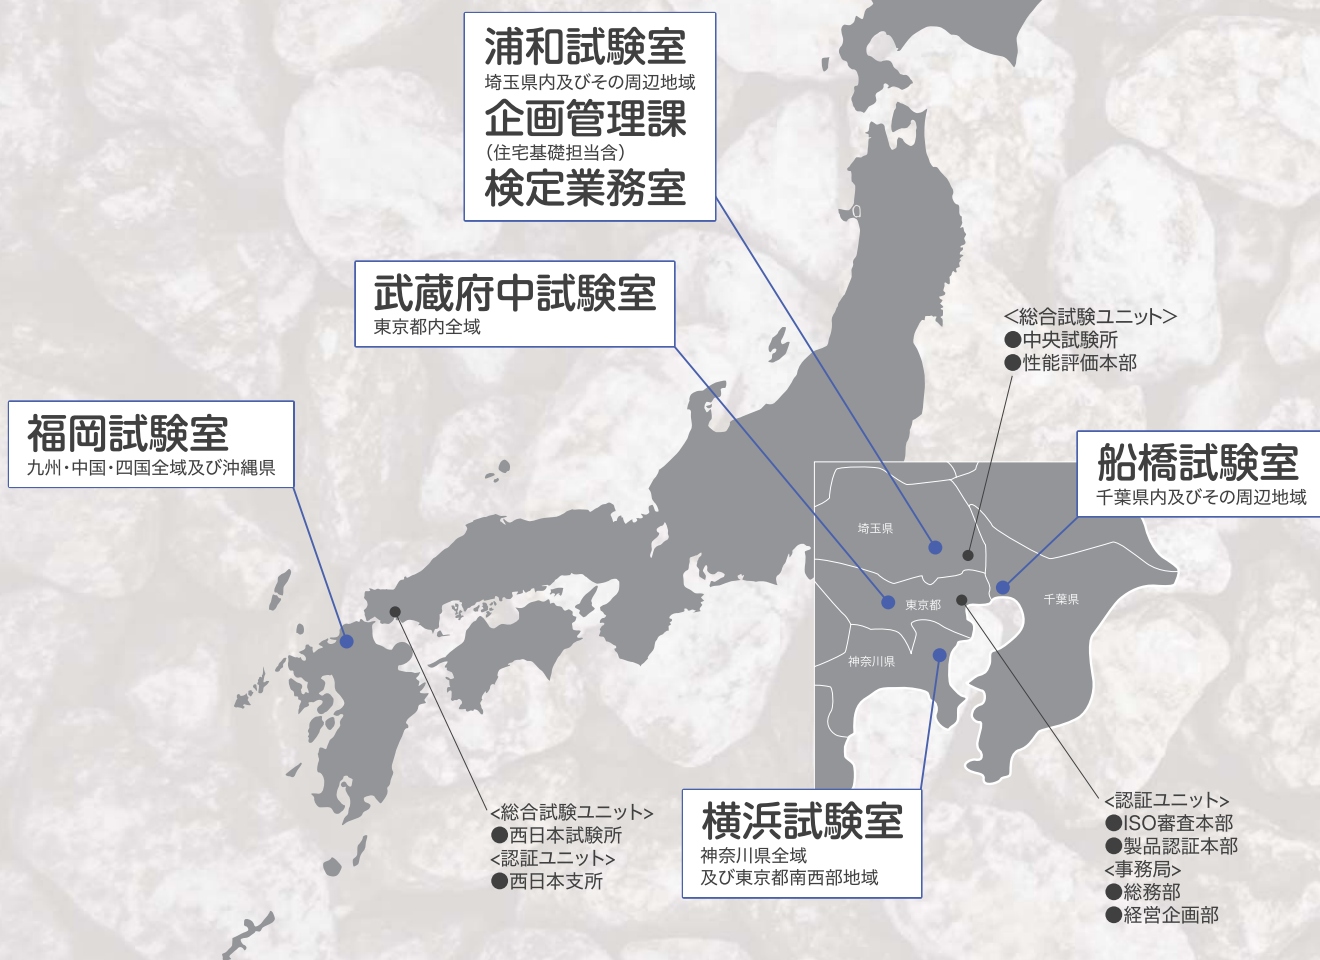 浦和試験室
埼玉県内及びその周辺地域
企画管理課
（住宅基礎担当含）
検定業務室
武蔵府中試験室
東京都内全域
福岡試験室
九州・中国・四国全域及び沖縄県
<総合試験ユニット>
●中央試験所
●性能評価本部
船橋試験室
千葉県内及びその周辺地域
埼玉県
東京都
千葉県
神奈川県
横浜試験室
神奈川県全域
及び東京都南西部地域
<総合試験ユニット>
●西日本試験所
<認証ユニット>
●西日本支所
<認証ユニット>
●ISO審査本部
●製品認証本部
<事務局>
●総務部
●経営企画部